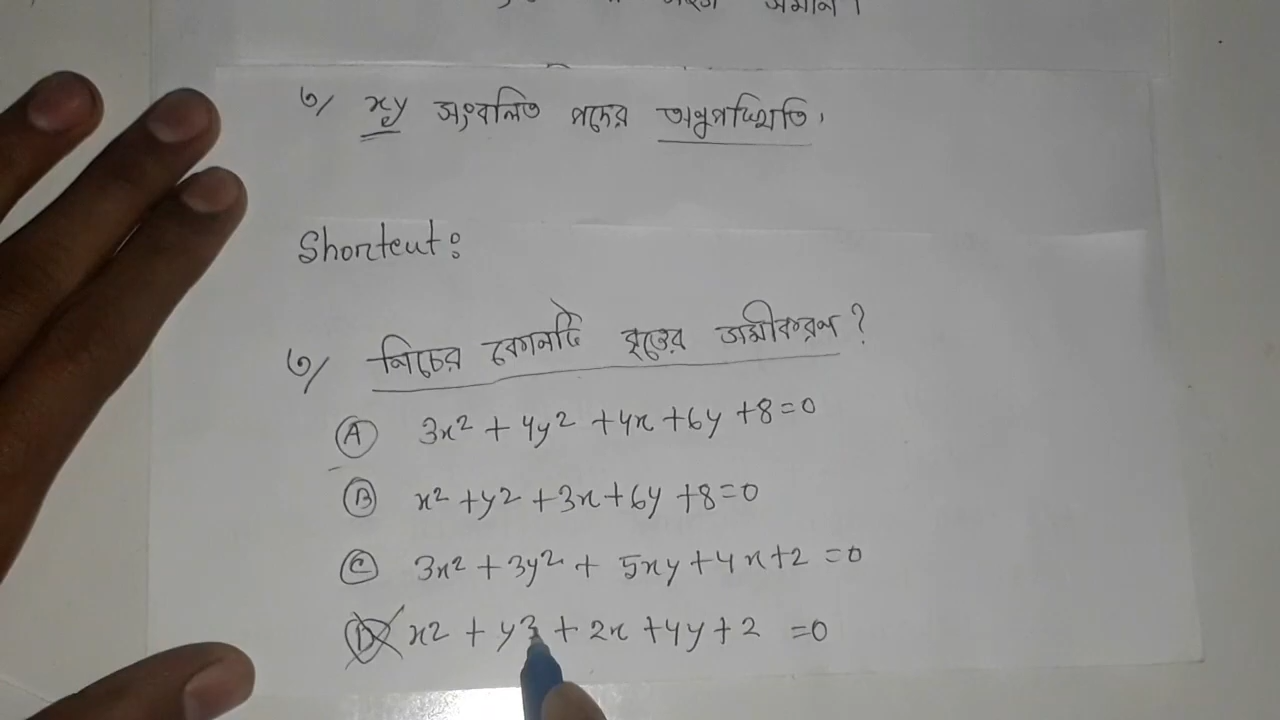 সমান।
৩/ xy সংবলিত পদের অনুপস্থিতি,
Shortcut:
৩/ নিচের কোনটি বৃত্তের সমীকরণ?
(A) 3x² + 4y² + 4x + 6y + 8 = 0
(B) x² + y² + 3x + 6y + 8 = 0
(C) 3x² + 3y² + 5xy + 4x + 2 = 0
(D) x² + y³ + 2x + 4y + 2 = 0